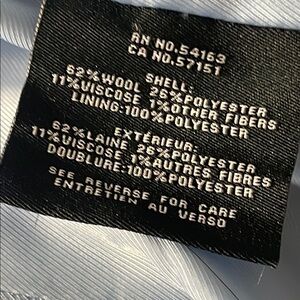 RN NO.54163
CA NO.57151
SHELL:
62%WOOL 26%POLYESTER
11%VISCOSE 1%OTHER FIBERS
LINING:100%POLYESTER
EXTÉRIEUR:
62%LAINE 26%POLYESTER
11%VISCOSE 1%AUTRES FIBRES
DOUBLURE:100%POLYESTER
SEE REVERSE FOR CARE
ENTRETIEN AU VERSO